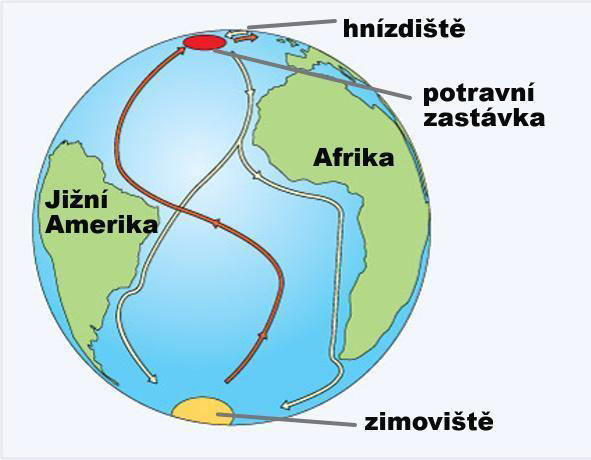 hnízdiště
potravní
zastávka
Afrika
Jižní
Amerika
zimoviště